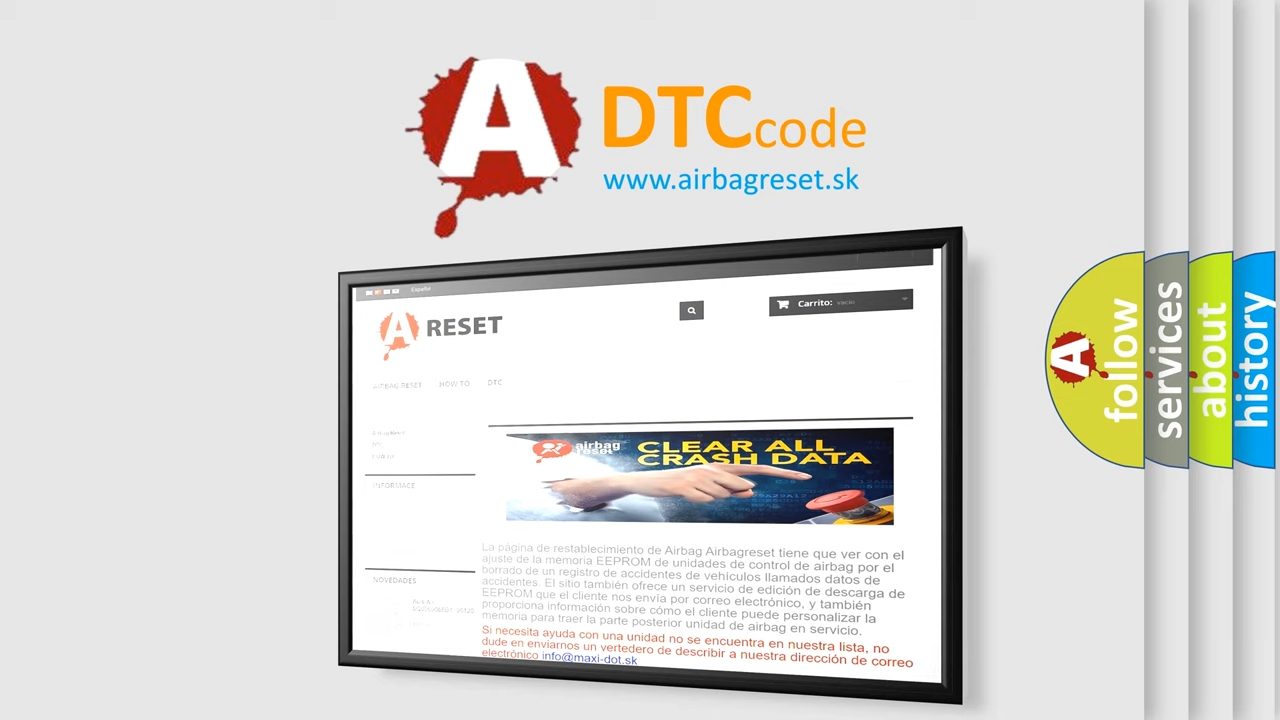 A
DTCcode
www.airbagreset.sk
Español
A RESET
Carrito: vacío
AIRBAG RESET HOW TO DTC
INFORMACE
airbag
reset
CLEAR ALL
CRASH DATA
La página de restablecimiento de Airbag Airbagreset tiene que ver con el
ajuste de la memoria EEPROM de unidades de control de airbag por el
borrado de un registro de accidentes de vehículos llamados datos de
accidentes. El sitio también ofrece un servicio de edición de descarga de
EEPROM que el cliente nos envía por correo electrónico, y también
proporciona información sobre cómo el cliente puede personalizar la
memoria para traer la parte posterior unidad de airbag en servicio.
Si necesita ayuda con una unidad no se encuentra en nuestra lista, no
dude en enviarnos un vertedero de describir a nuestra dirección de correo
electrónico info@maxi-dot.sk
NOVEDADES
A
follow
services
about
history